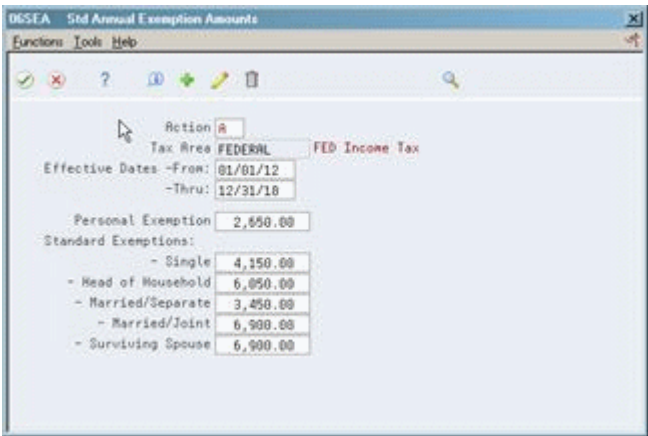 06SEA Std Annual Exemption Amounts
Functions Tools Help
Action A
Tax Area FEDERAL FED Income Tax
Effective Dates -From: 01/01/12
-Thru: 12/31/18
Personal Exemption 2,650.00
Standard Exemptions:
- Single 4,150.00
- Head of Household 6,050.00
- Married/Separate 3,450.00
- Married/Joint 6,900.00
- Surviving Spouse 6,900.00